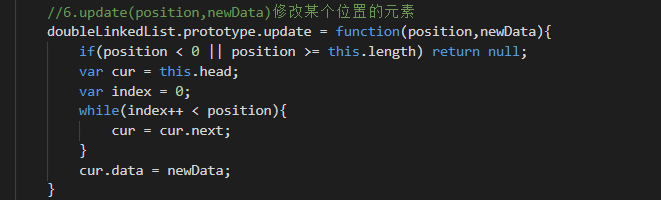 //6.update(position,newData)修改某个位置的元素
doubleLinkedList.prototype.update = function(position,newData){
if(position < 0 || position >= this.length) return null;
var cur = this.head;
var index = 0;
while(index++ < position){
cur = cur.next;
}
cur.data = newData;
}